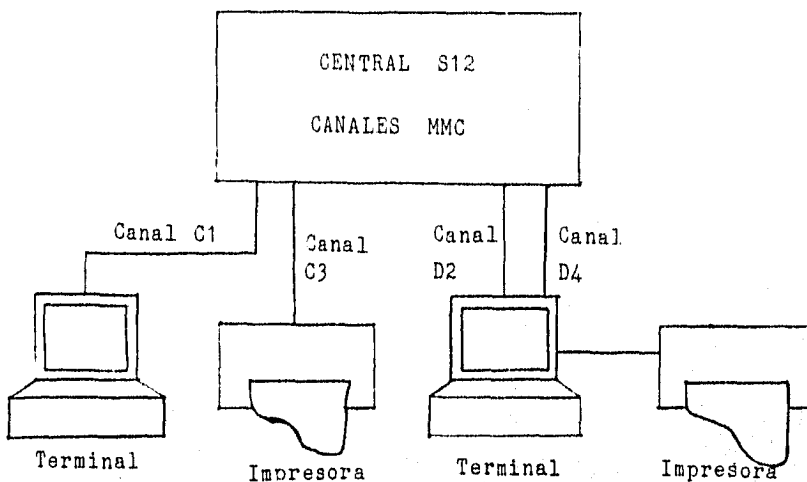 CENTRAL S12
CANALES MMC
Canal C1
Canal
C3
Canal
D2
Canal
D4
Terminal
Impresora
Terminal
Impresora